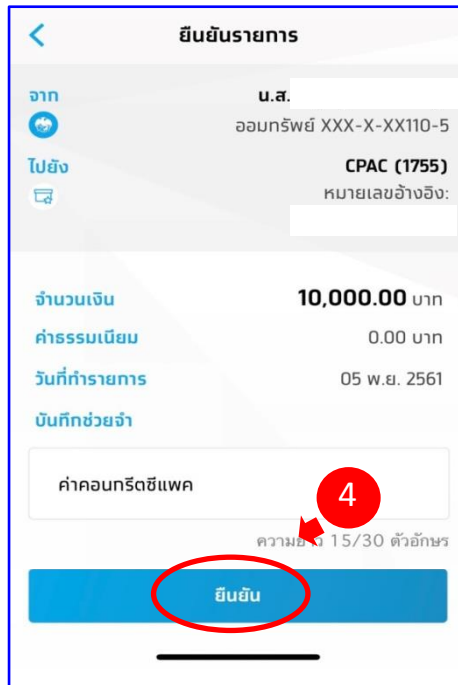 ยืนยันรายการ
จาก น.ส.
ออมทรัพย์ XXX-X-XX110-5
ไปยัง CPAC (1755)
หมายเลขอ้างอิง:
จำนวนเงิน 10,000.00 บาท
ค่าธรรมเนียม 0.00 บาท
วันที่ทำรายการ 05 พ.ย. 2561
บันทึกช่วยจำ
ค่าคอนกรีตซีแพค
4
15/30 ตัวอักษร
ยืนยัน